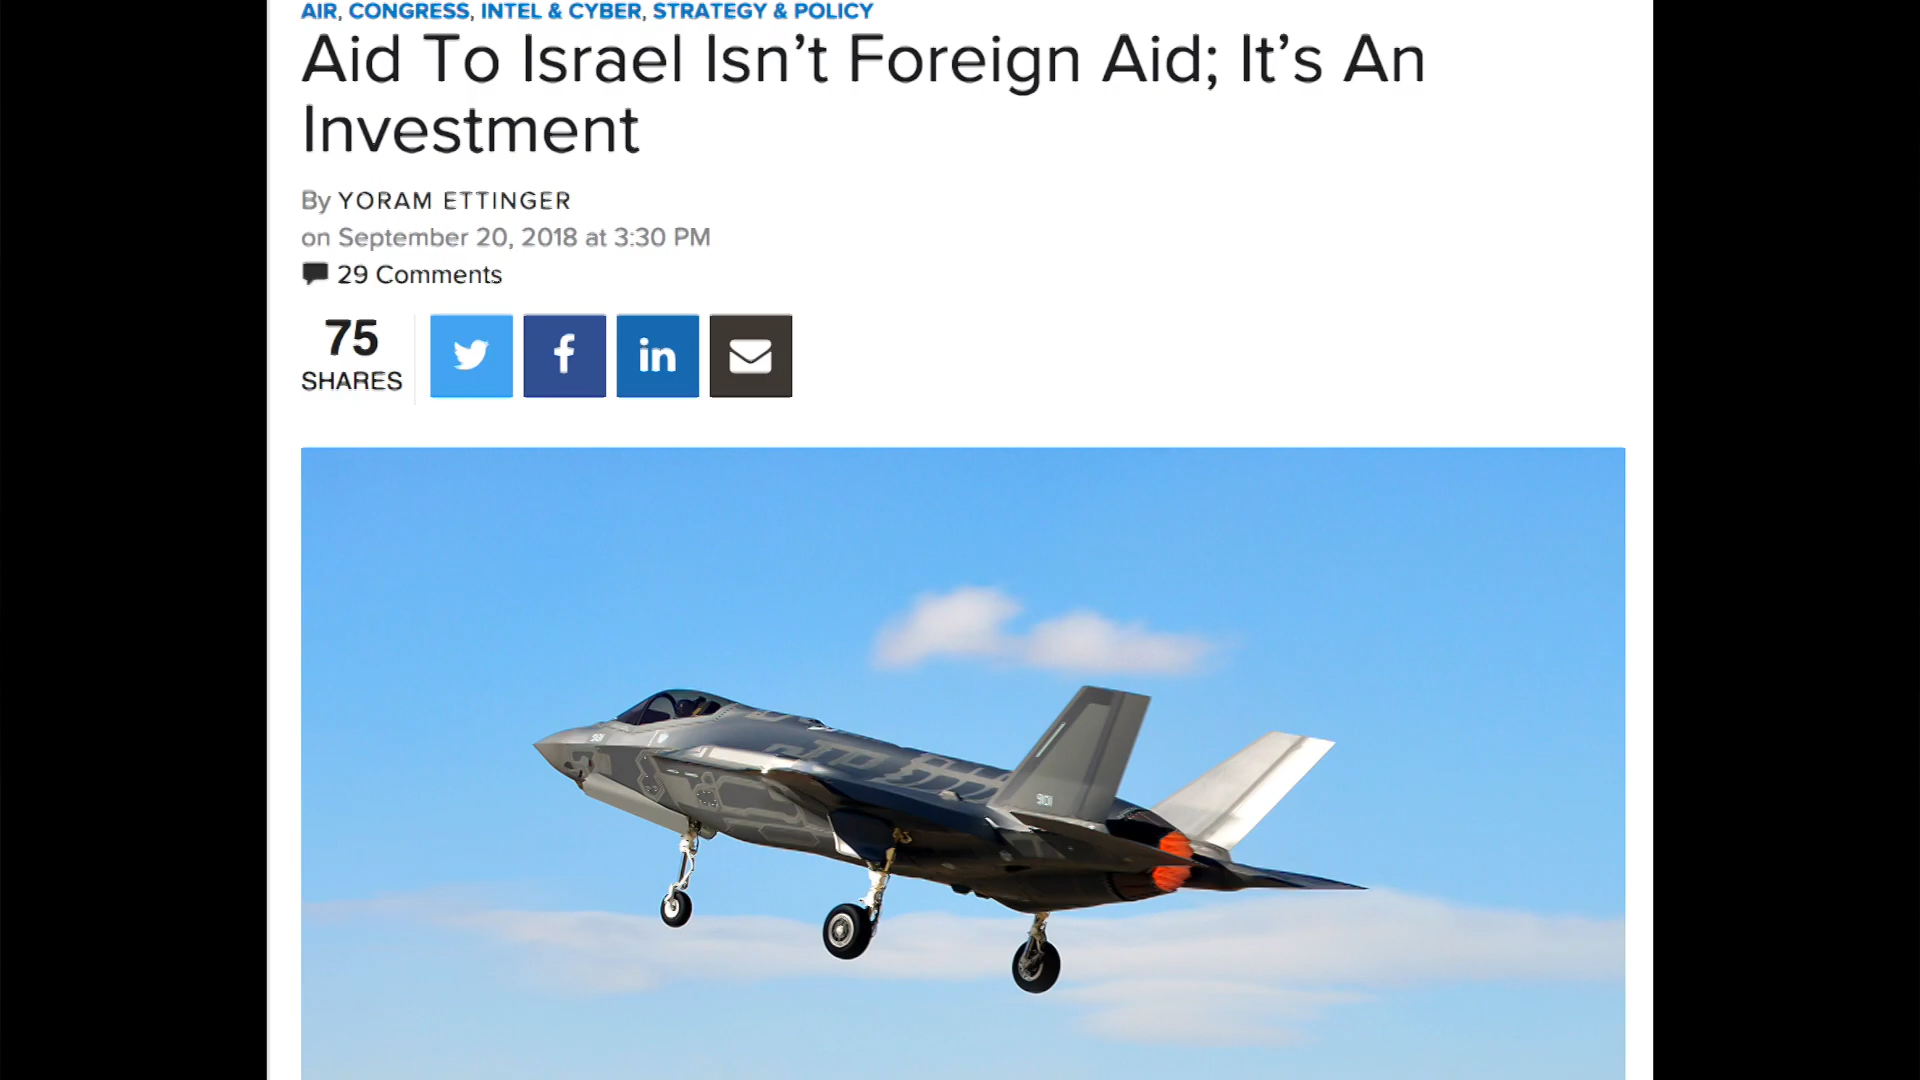 AIR, CONGRESS, INTEL & CYBER, STRATEGY & POLICY
Aid To Israel Isn’t Foreign Aid; It’s An
Investment
By YORAM ETTINGER
on September 20, 2018 at 3:30 PM
29 Comments
75
SHARES
f
in